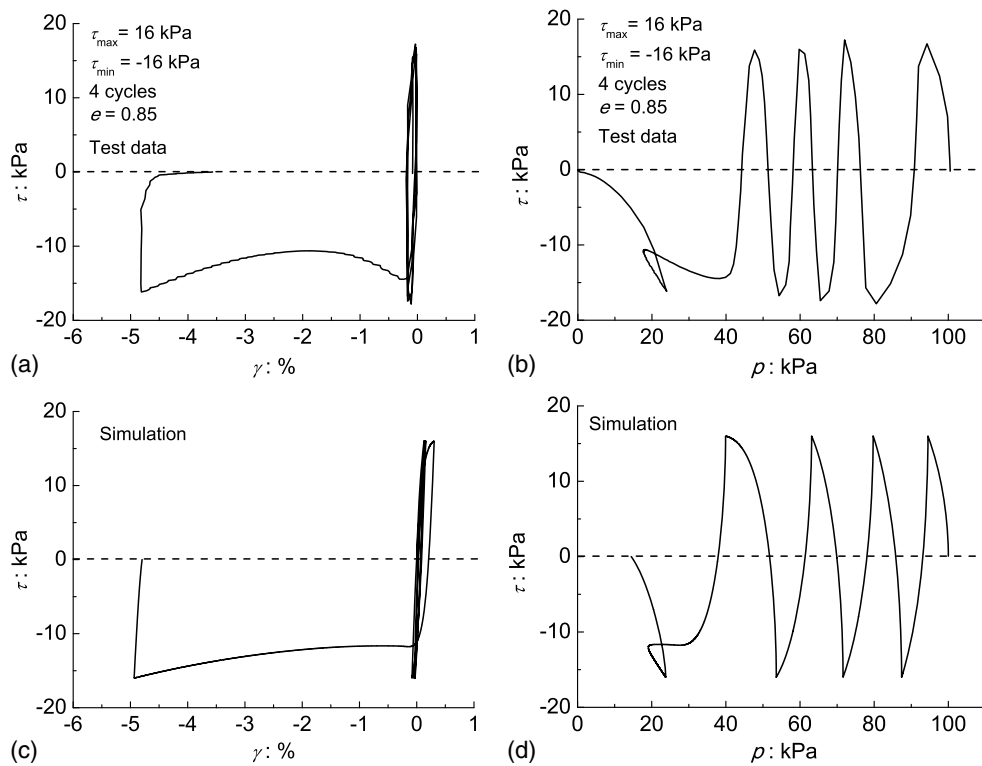 20
10
0
-10
-20
τ : kPa
τmax = 16 kPa
τmin = -16 kPa
4 cycles
e = 0.85
Test data
-6 -5 -4 -3 -2 -1 0 1
γ : %
(a)
20
10
0
-10
-20
τ : kPa
τmax = 16 kPa
τmin = -16 kPa
4 cycles
e = 0.85
Test data
0 20 40 60 80 100
p : kPa
(b)
20
10
0
-10
-20
τ : kPa
Simulation
-6 -5 -4 -3 -2 -1 0 1
γ : %
(c)
20
10
0
-10
-20
τ : kPa
Simulation
0 20 40 60 80 100
p : kPa
(d)